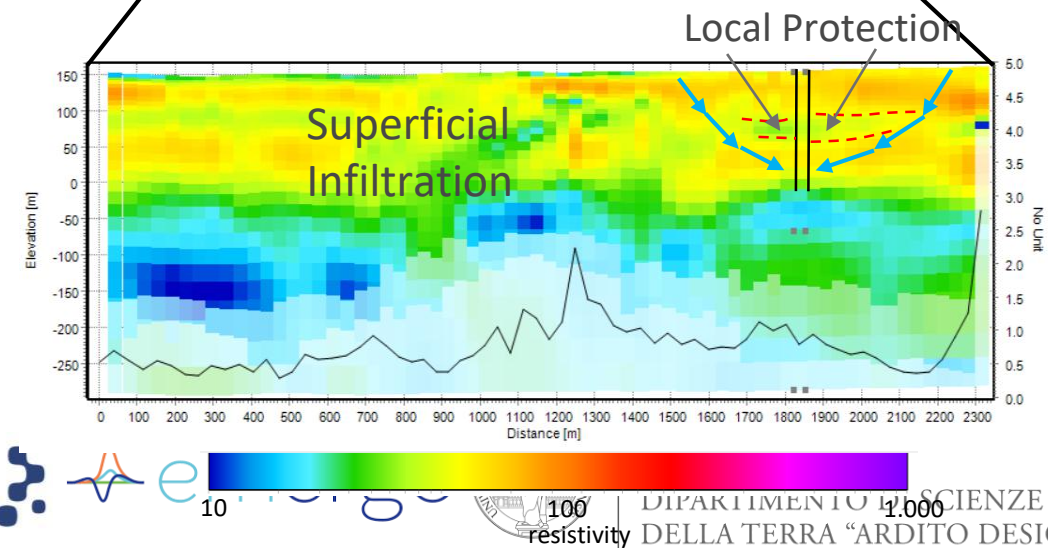 Local Protection
Superficial
Infiltration
150
100
50
0
-50
-100
-150
-200
-250
Elevation [m]
5.0
4.5
4.0
3.5
3.0
2.5
2.0
1.5
1.0
0.5
0.0
No Unit
0 100 200 300 400 500 600 700 800 900 1000 1100 1200 1300 1400 1500 1600 1700 1800 1900 2000 2100 2200 2300
Distance [m]
10 100 1.000
resistivity
DIPARTIMENTO DI SCIENZE
DELLA TERRA “ARDITO DESI